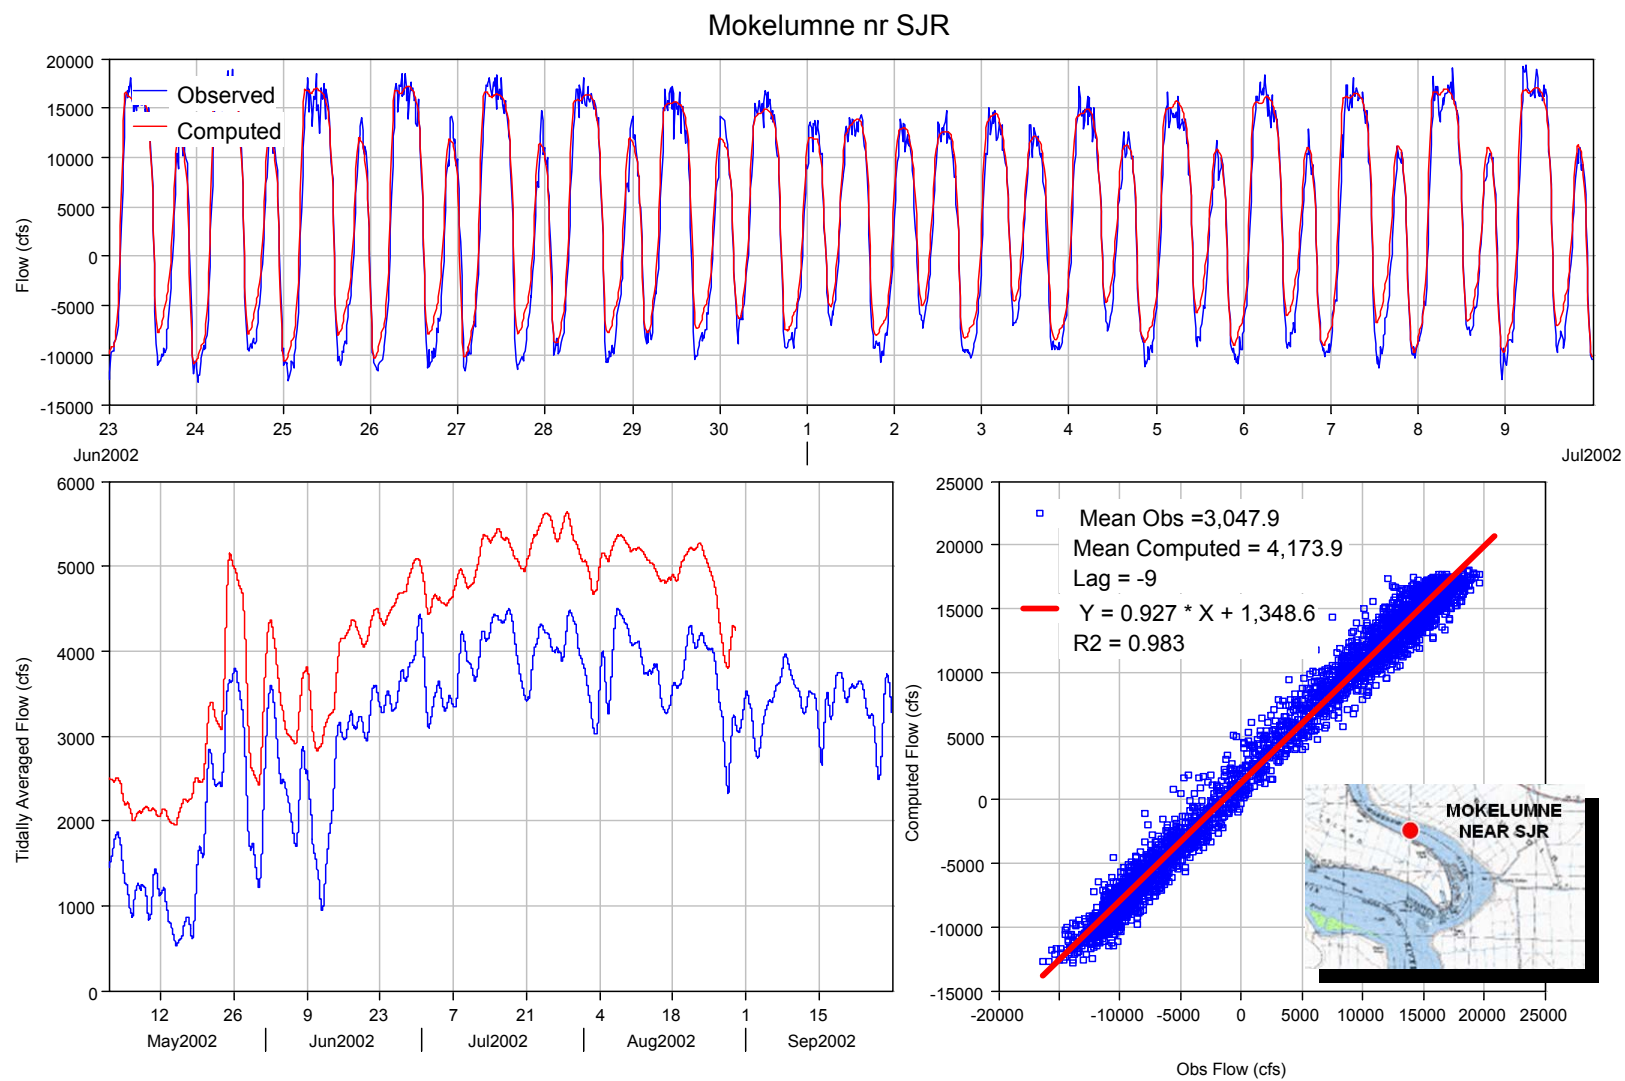 Mokelumne nr SJR
20000
15000
10000
5000
0
-5000
-10000
-15000
Flow (cfs)
Observed
Computed
23 24 25 26 27 28 29 30 1 2 3 4 5 6 7 8 9
Jun2002 Jul2002
6000
5000
4000
3000
2000
1000
0
Tidally Averaged Flow (cfs)
12 26 9 23 7 21 4 18 1 15
May2002 Jun2002 Jul2002 Aug2002 Sep2002
25000
20000
15000
10000
5000
0
-5000
-10000
-15000
Computed Flow (cfs)
Mean Obs =3,047.9
Mean Computed = 4,173.9
Lag = -9
Y = 0.927 * X + 1,348.6
R2 = 0.983
MOKELUMNE
NEAR SJR
-20000 -10000 -5000 0 5000 10000 15000 20000 25000
Obs Flow (cfs)